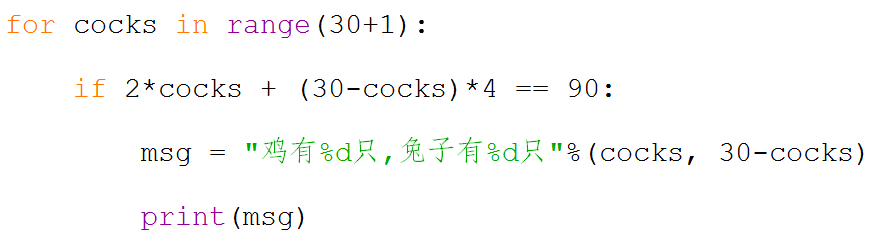 for cocks in range(30+1):
if 2*cocks + (30-cocks)*4 == 90:
msg = "鸡有%d只,兔子有%d只"%(cocks, 30-cocks)
print(msg)